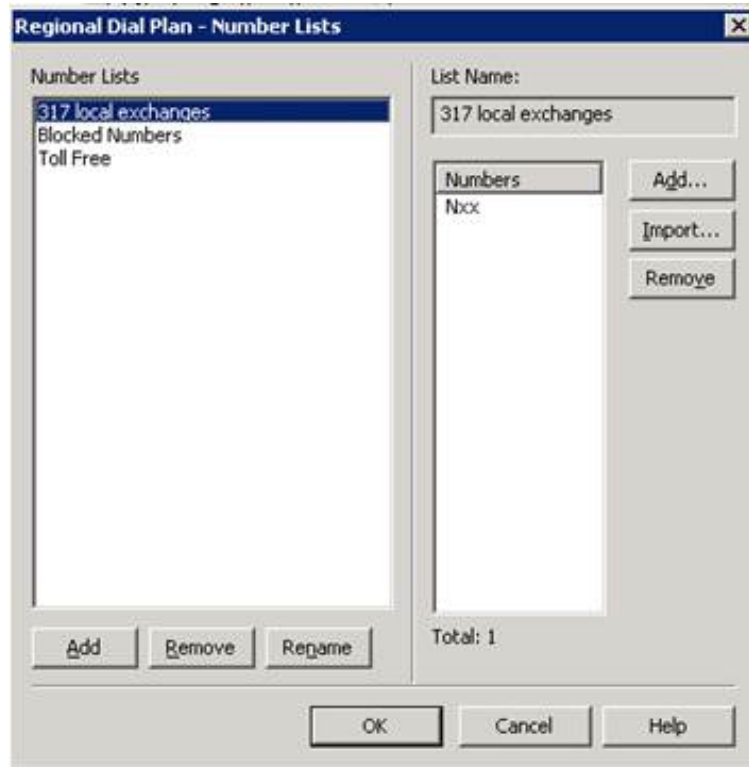 Regional Dial Plan - Number Lists
Number Lists
317 local exchanges
Blocked Numbers
Toll Free
Add
Remove
Rename
List Name:
317 local exchanges
Numbers
Nxx
Add...
Import...
Remove
Total: 1
OK
Cancel
Help